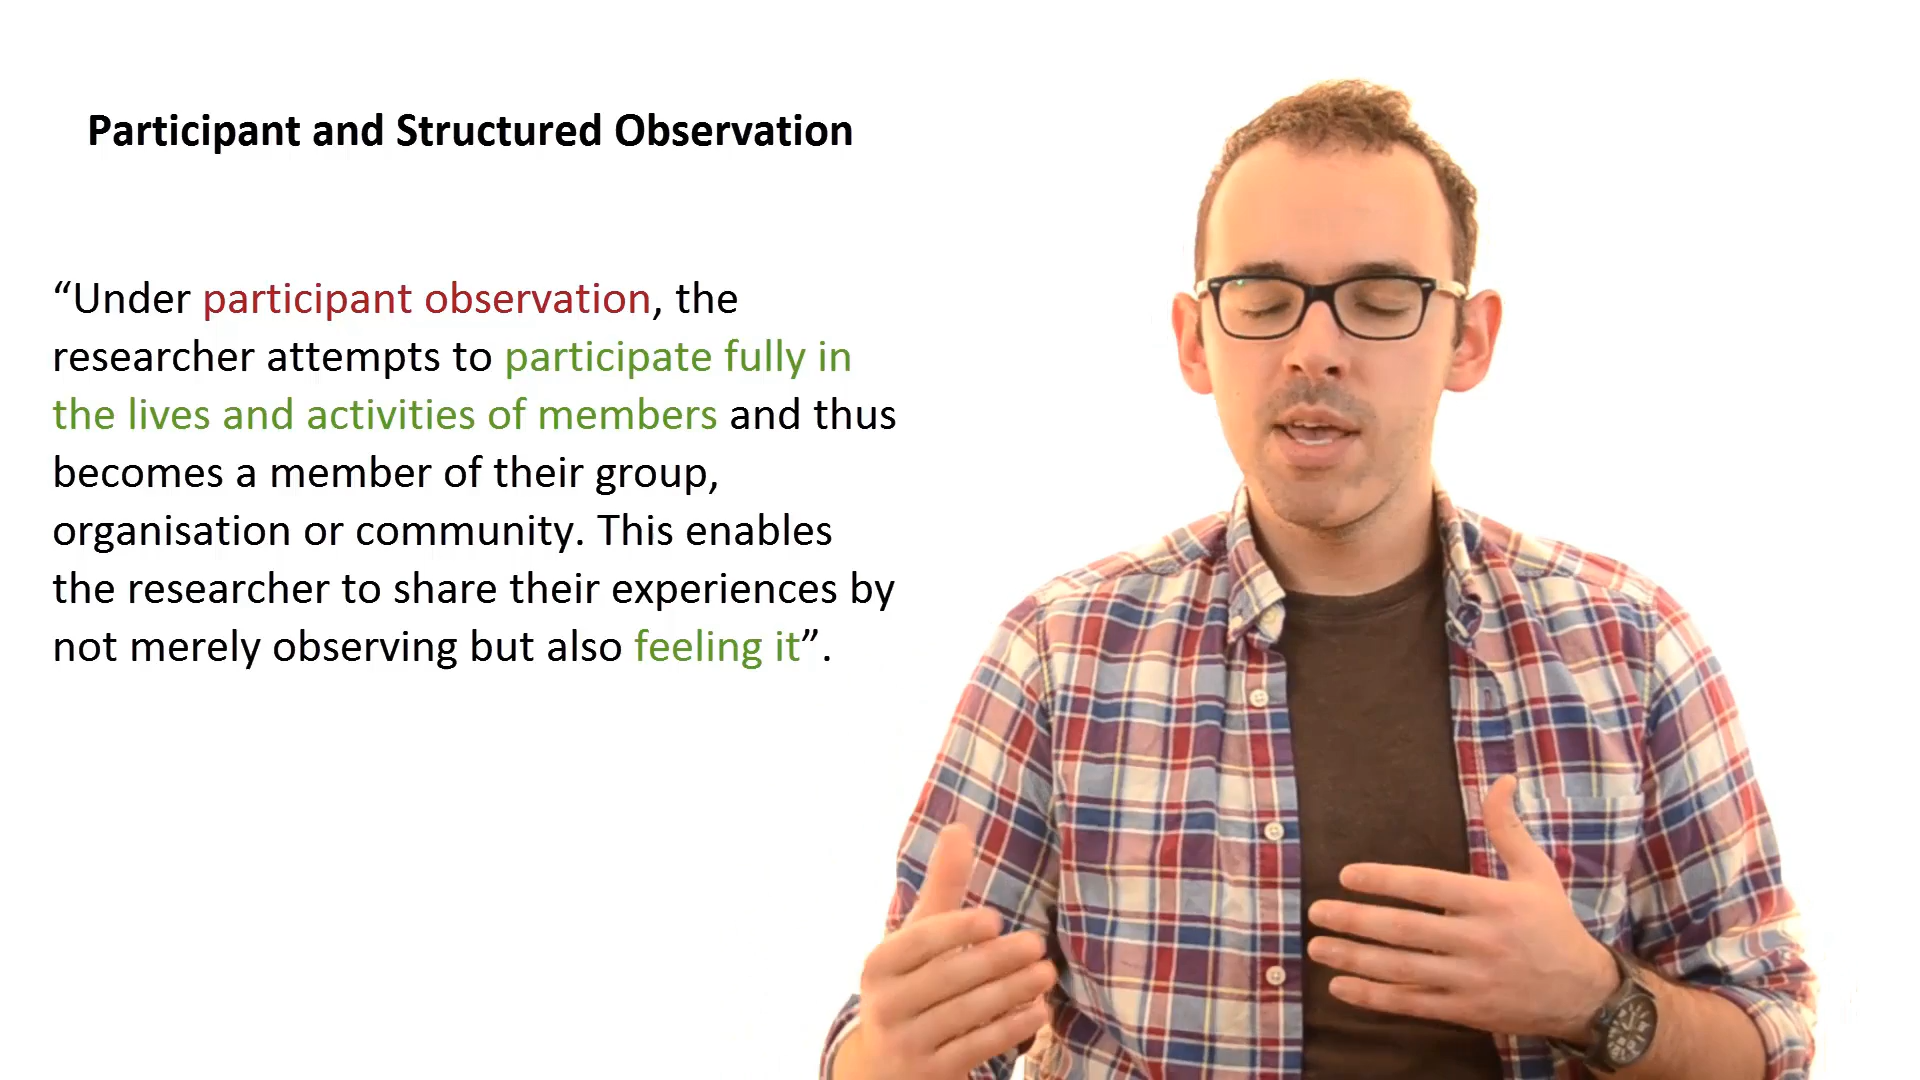 Participant and Structured Observation
“Under participant observation, the
researcher attempts to participate fully in
the lives and activities of members and thus
becomes a member of their group,
organisation or community. This enables
the researcher to share their experiences by
not merely observing but also feeling it”.